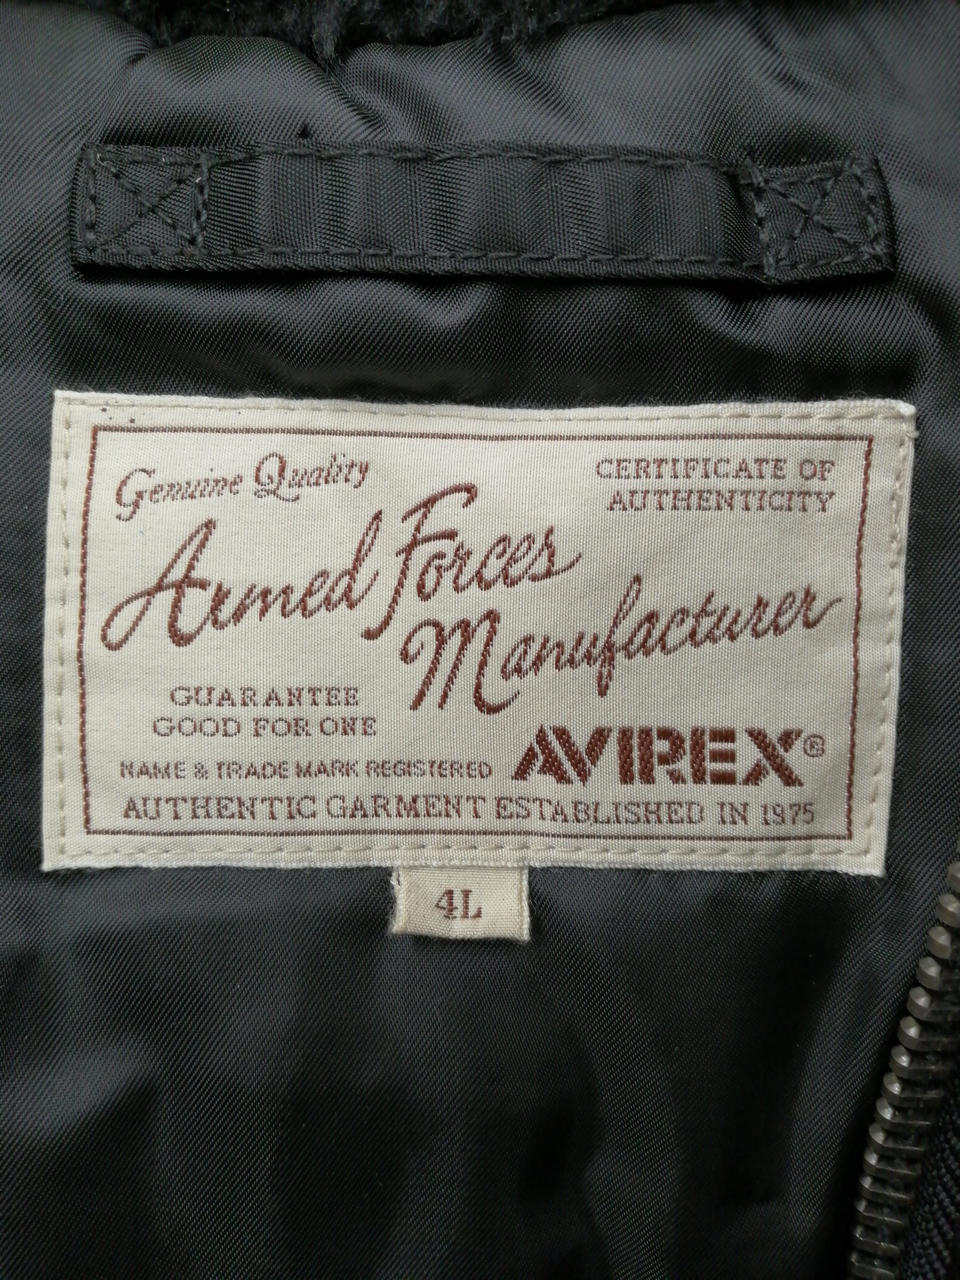 Genuine Quality
CERTIFICATE OF
AUTHENTICITY
Armed Forces
Manufacturer
GUARANTEE
GOOD FOR ONE
AVIREX®
NAME & TRADE MARK REGISTERED
AUTHENTIC GARMENT ESTABLISHED IN 1975
4L